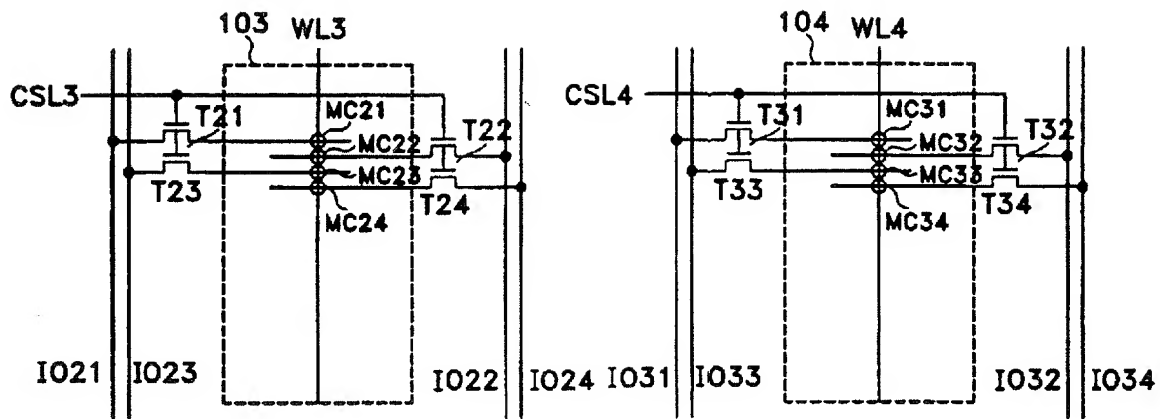 103 WL3
CSL3
T21
MC21
MC22
T22
MC23
T23
T24
MC24
IO21 IO23
IO22 IO24
104 WL4
CSL4
T31
MC31
MC32
T32
MC33
T33
T34
MC34
IO31 IO33
IO32 IO34